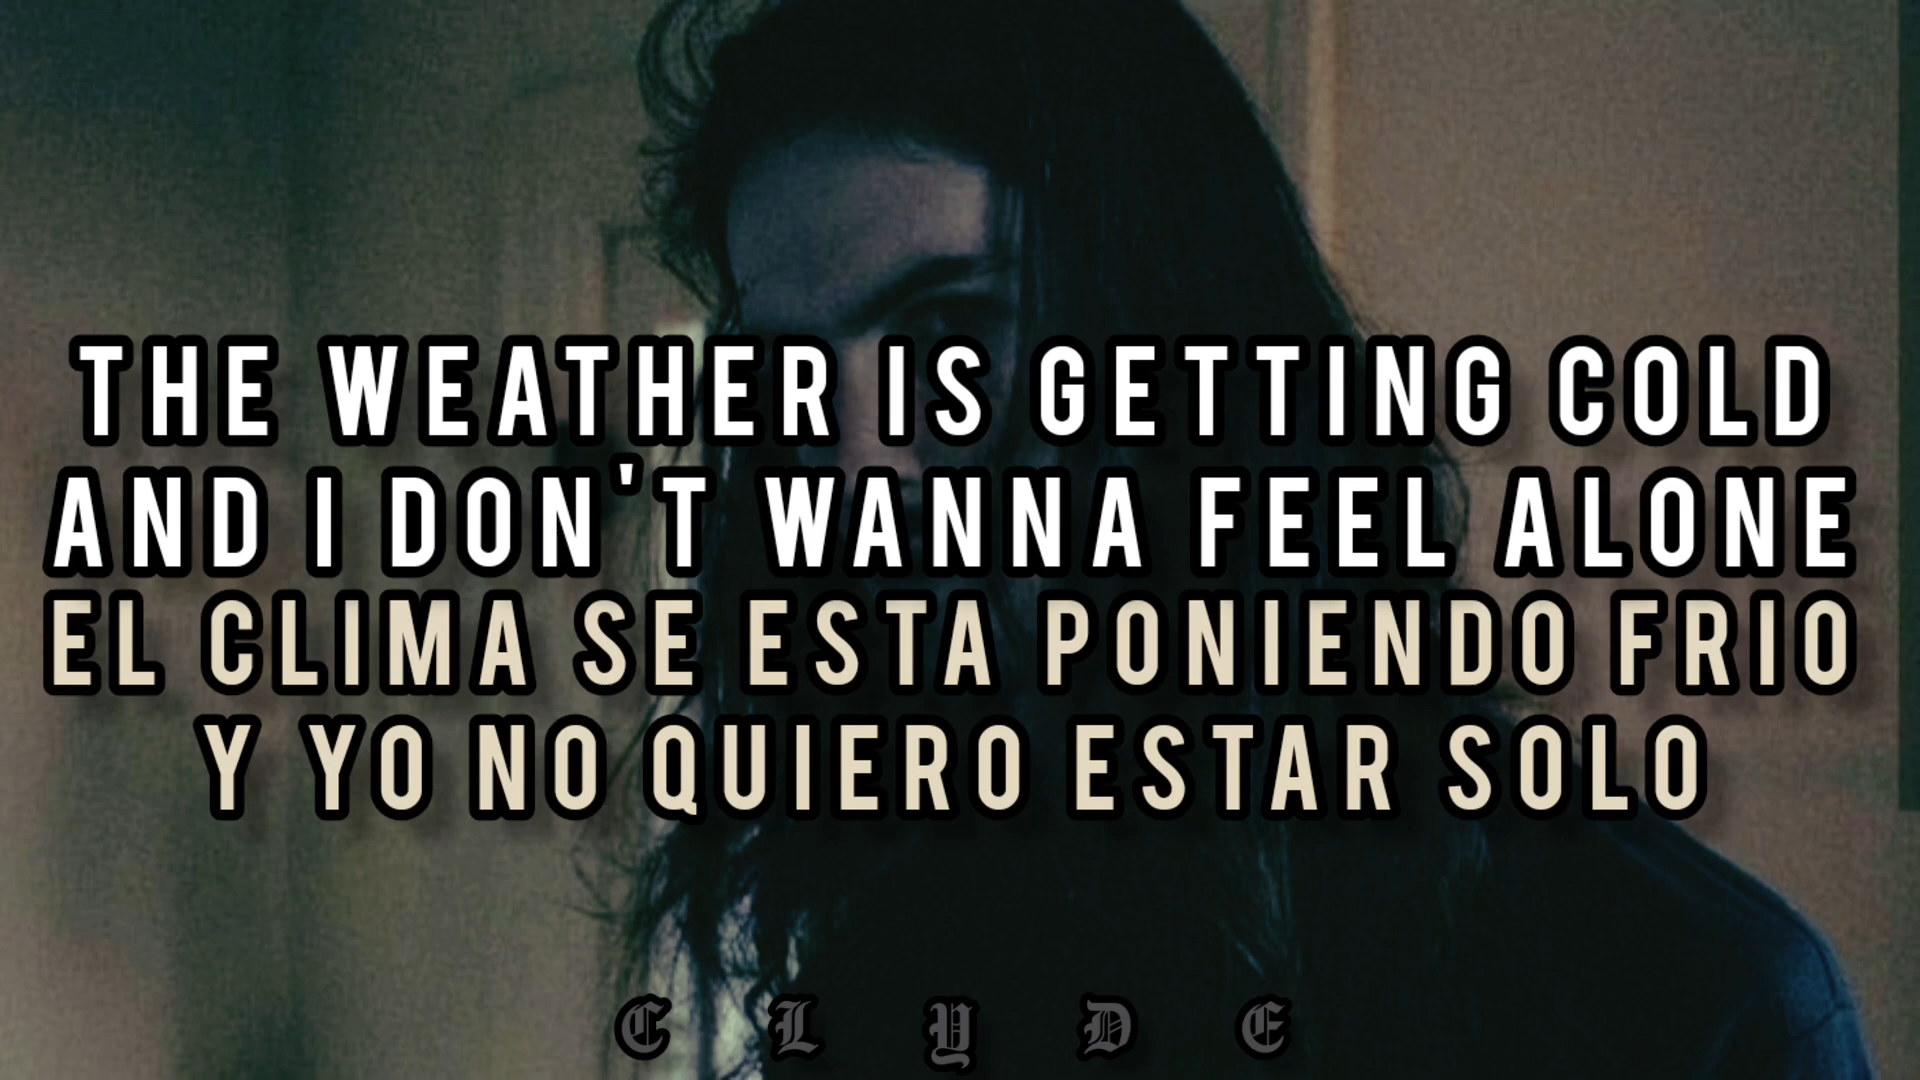 THE WEATHER IS GETTING COLD
AND I DON'T WANNA FEEL ALONE
EL CLIMA SE ESTA PONIENDO FRIO
Y YO NO QUIERO ESTAR SOLO
CLYDE